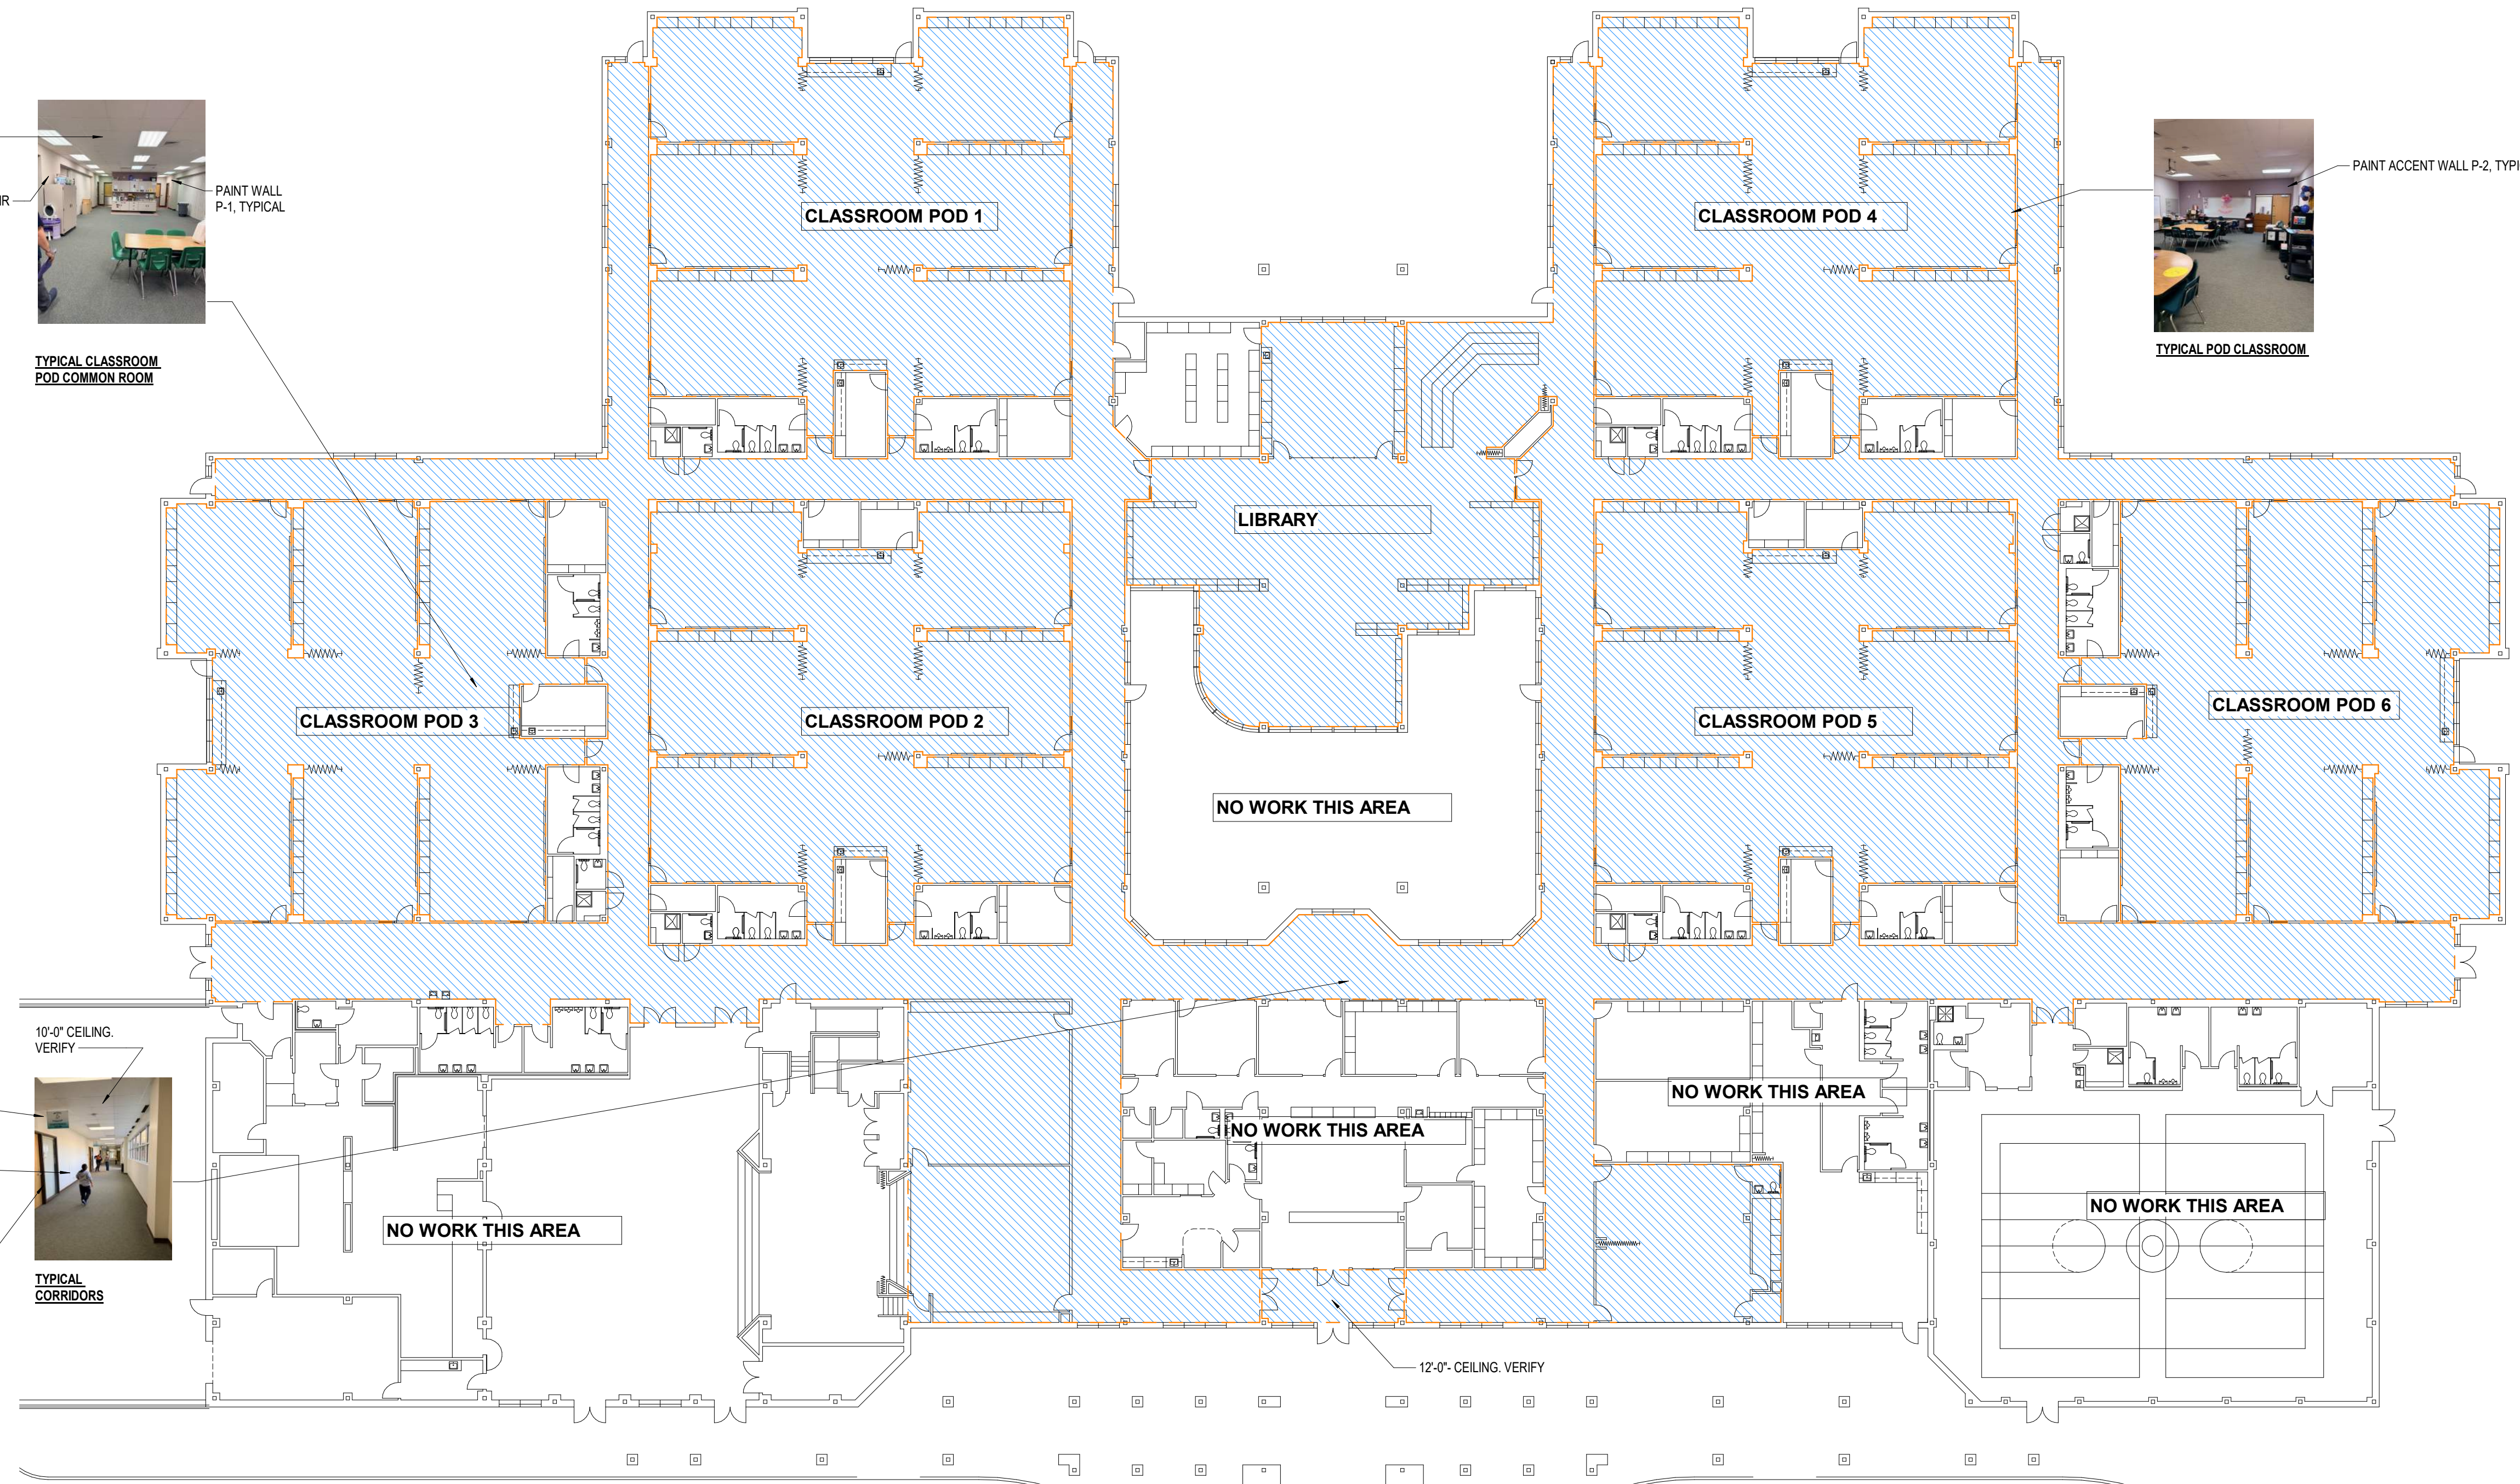 PAINT WALL
P-1, TYPICAL
IR
TYPICAL CLASSROOM
POD COMMON ROOM
CLASSROOM POD 1
CLASSROOM POD 4
PAINT ACCENT WALL P-2, TYPI
TYPICAL POD CLASSROOM
LIBRARY
CLASSROOM POD 3
CLASSROOM POD 2
CLASSROOM POD 5
CLASSROOM POD 6
NO WORK THIS AREA
10'-0" CEILING.
VERIFY
TYPICAL
CORRIDORS
NO WORK THIS AREA
NO WORK THIS AREA
NO WORK THIS AREA
NO WORK THIS AREA
12'-0"- CEILING. VERIFY